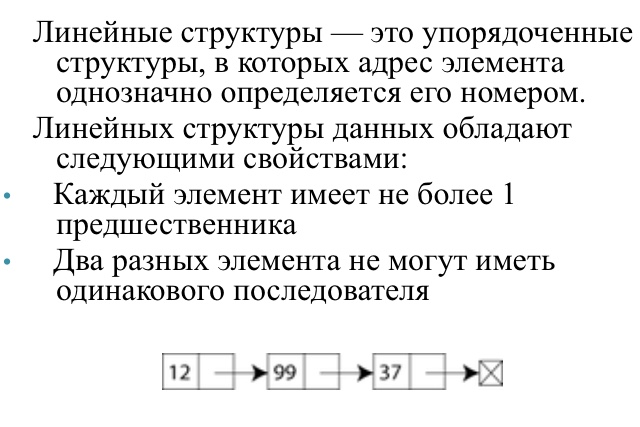 Линейные структуры — это упорядоченные
структуры, в которых адрес элемента
однозначно определяется его номером.
Линейных структуры данных обладают
следующими свойствами:
• Каждый элемент имеет не более 1
предшественника
• Два разных элемента не могут иметь
одинакового последователя
12 99 37